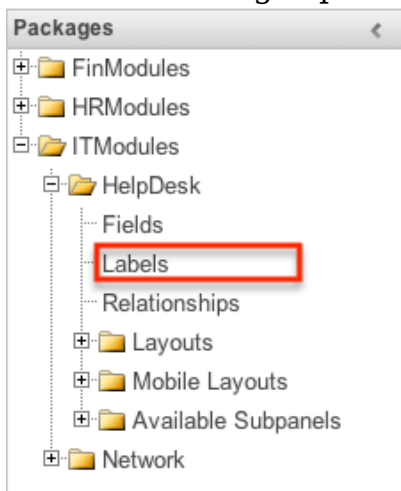 Packages
FinModules
HRModules
ITModules
HelpDesk
Fields
Labels
Relationships
Layouts
Mobile Layouts
Available Subpanels
Network